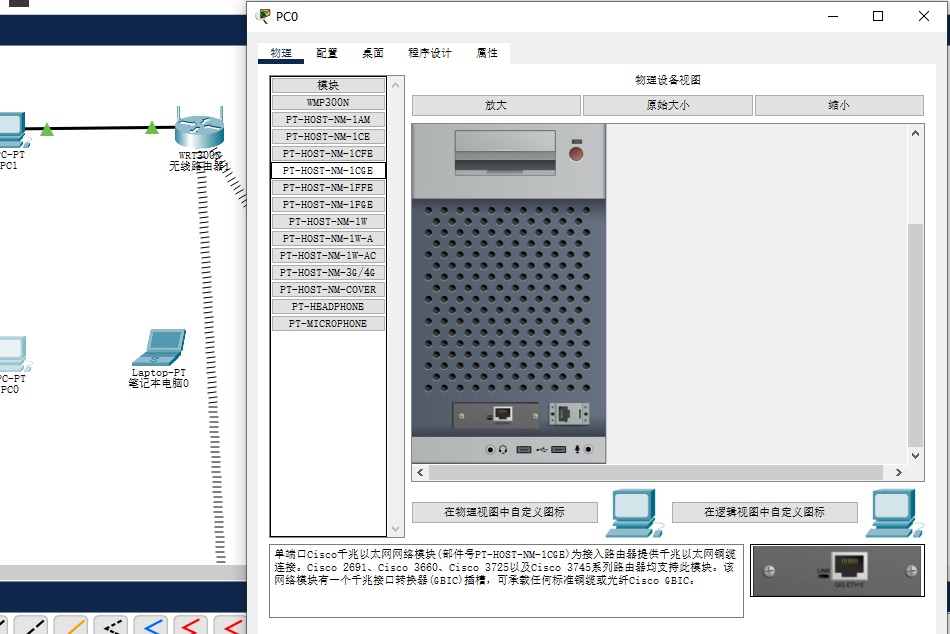 PC0
物理
配置
桌面
程序设计
属性
模块
WMP300N
PT-HOST-NM-1AM
PT-HOST-NM-1CE
PT-HOST-NM-1CFE
PT-HOST-NM-1CGE
PT-HOST-NM-1FFE
PT-HOST-NM-1FGE
PT-HOST-NM-1W
PT-HOST-NM-1W-A
PT-HOST-NM-1W-AC
PT-HOST-NM-3G/4G
PT-HOST-NM-COVER
PT-HEADPHONE
PT-MICROPHONE
物理设备视图
放大
原始大小
缩小
在物理视图中自定义图标
在逻辑视图中自定义图标
单端口Cisco千兆以太网网络模块(部件号PT-HOST-NM-1CGE)为接入路由器提供千兆以太网铜缆
连接。Cisco 2691、Cisco 3660、Cisco 3725以及Cisco 3745系列路由器均支持此模块。该
网络模块有一个千兆接口转换器(GBIC)插槽，可承载任何标准铜缆或光纤Cisco GBIC。
LINK
GIG ETH 0
C-PT
PC1
WRT300N
无线路由器1
C-PT
PC0
Laptop-PT
笔记本电脑0